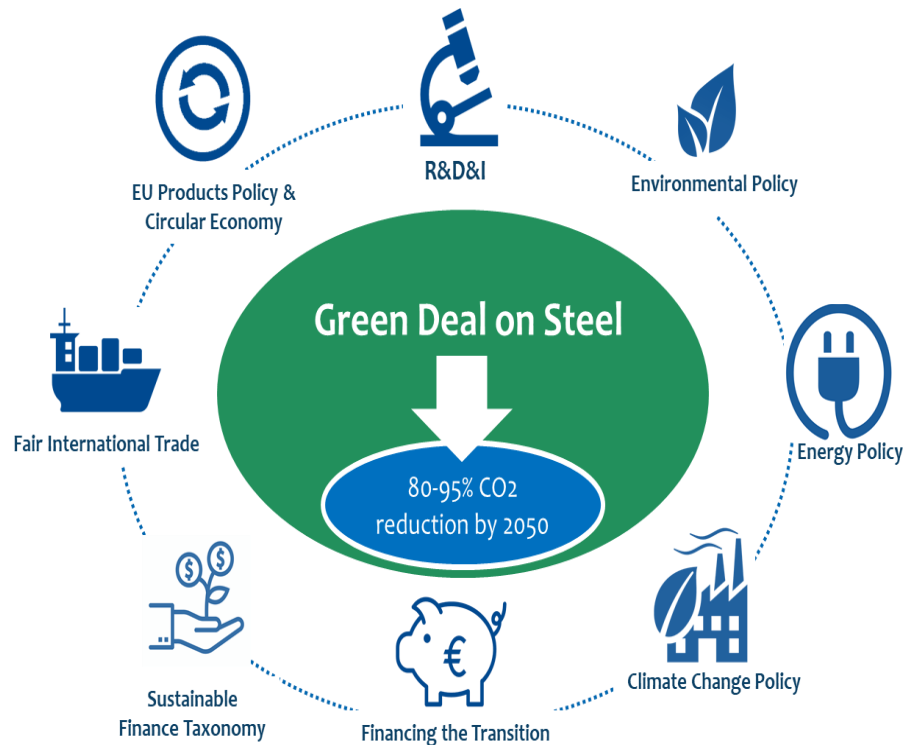 R&D&I
EU Products Policy &
Circular Economy
Environmental Policy
Green Deal on Steel
Fair International Trade
Energy Policy
80-95% CO2
reduction by 2050
$ $
€
Sustainable
Finance Taxonomy
Financing the Transition
Climate Change Policy